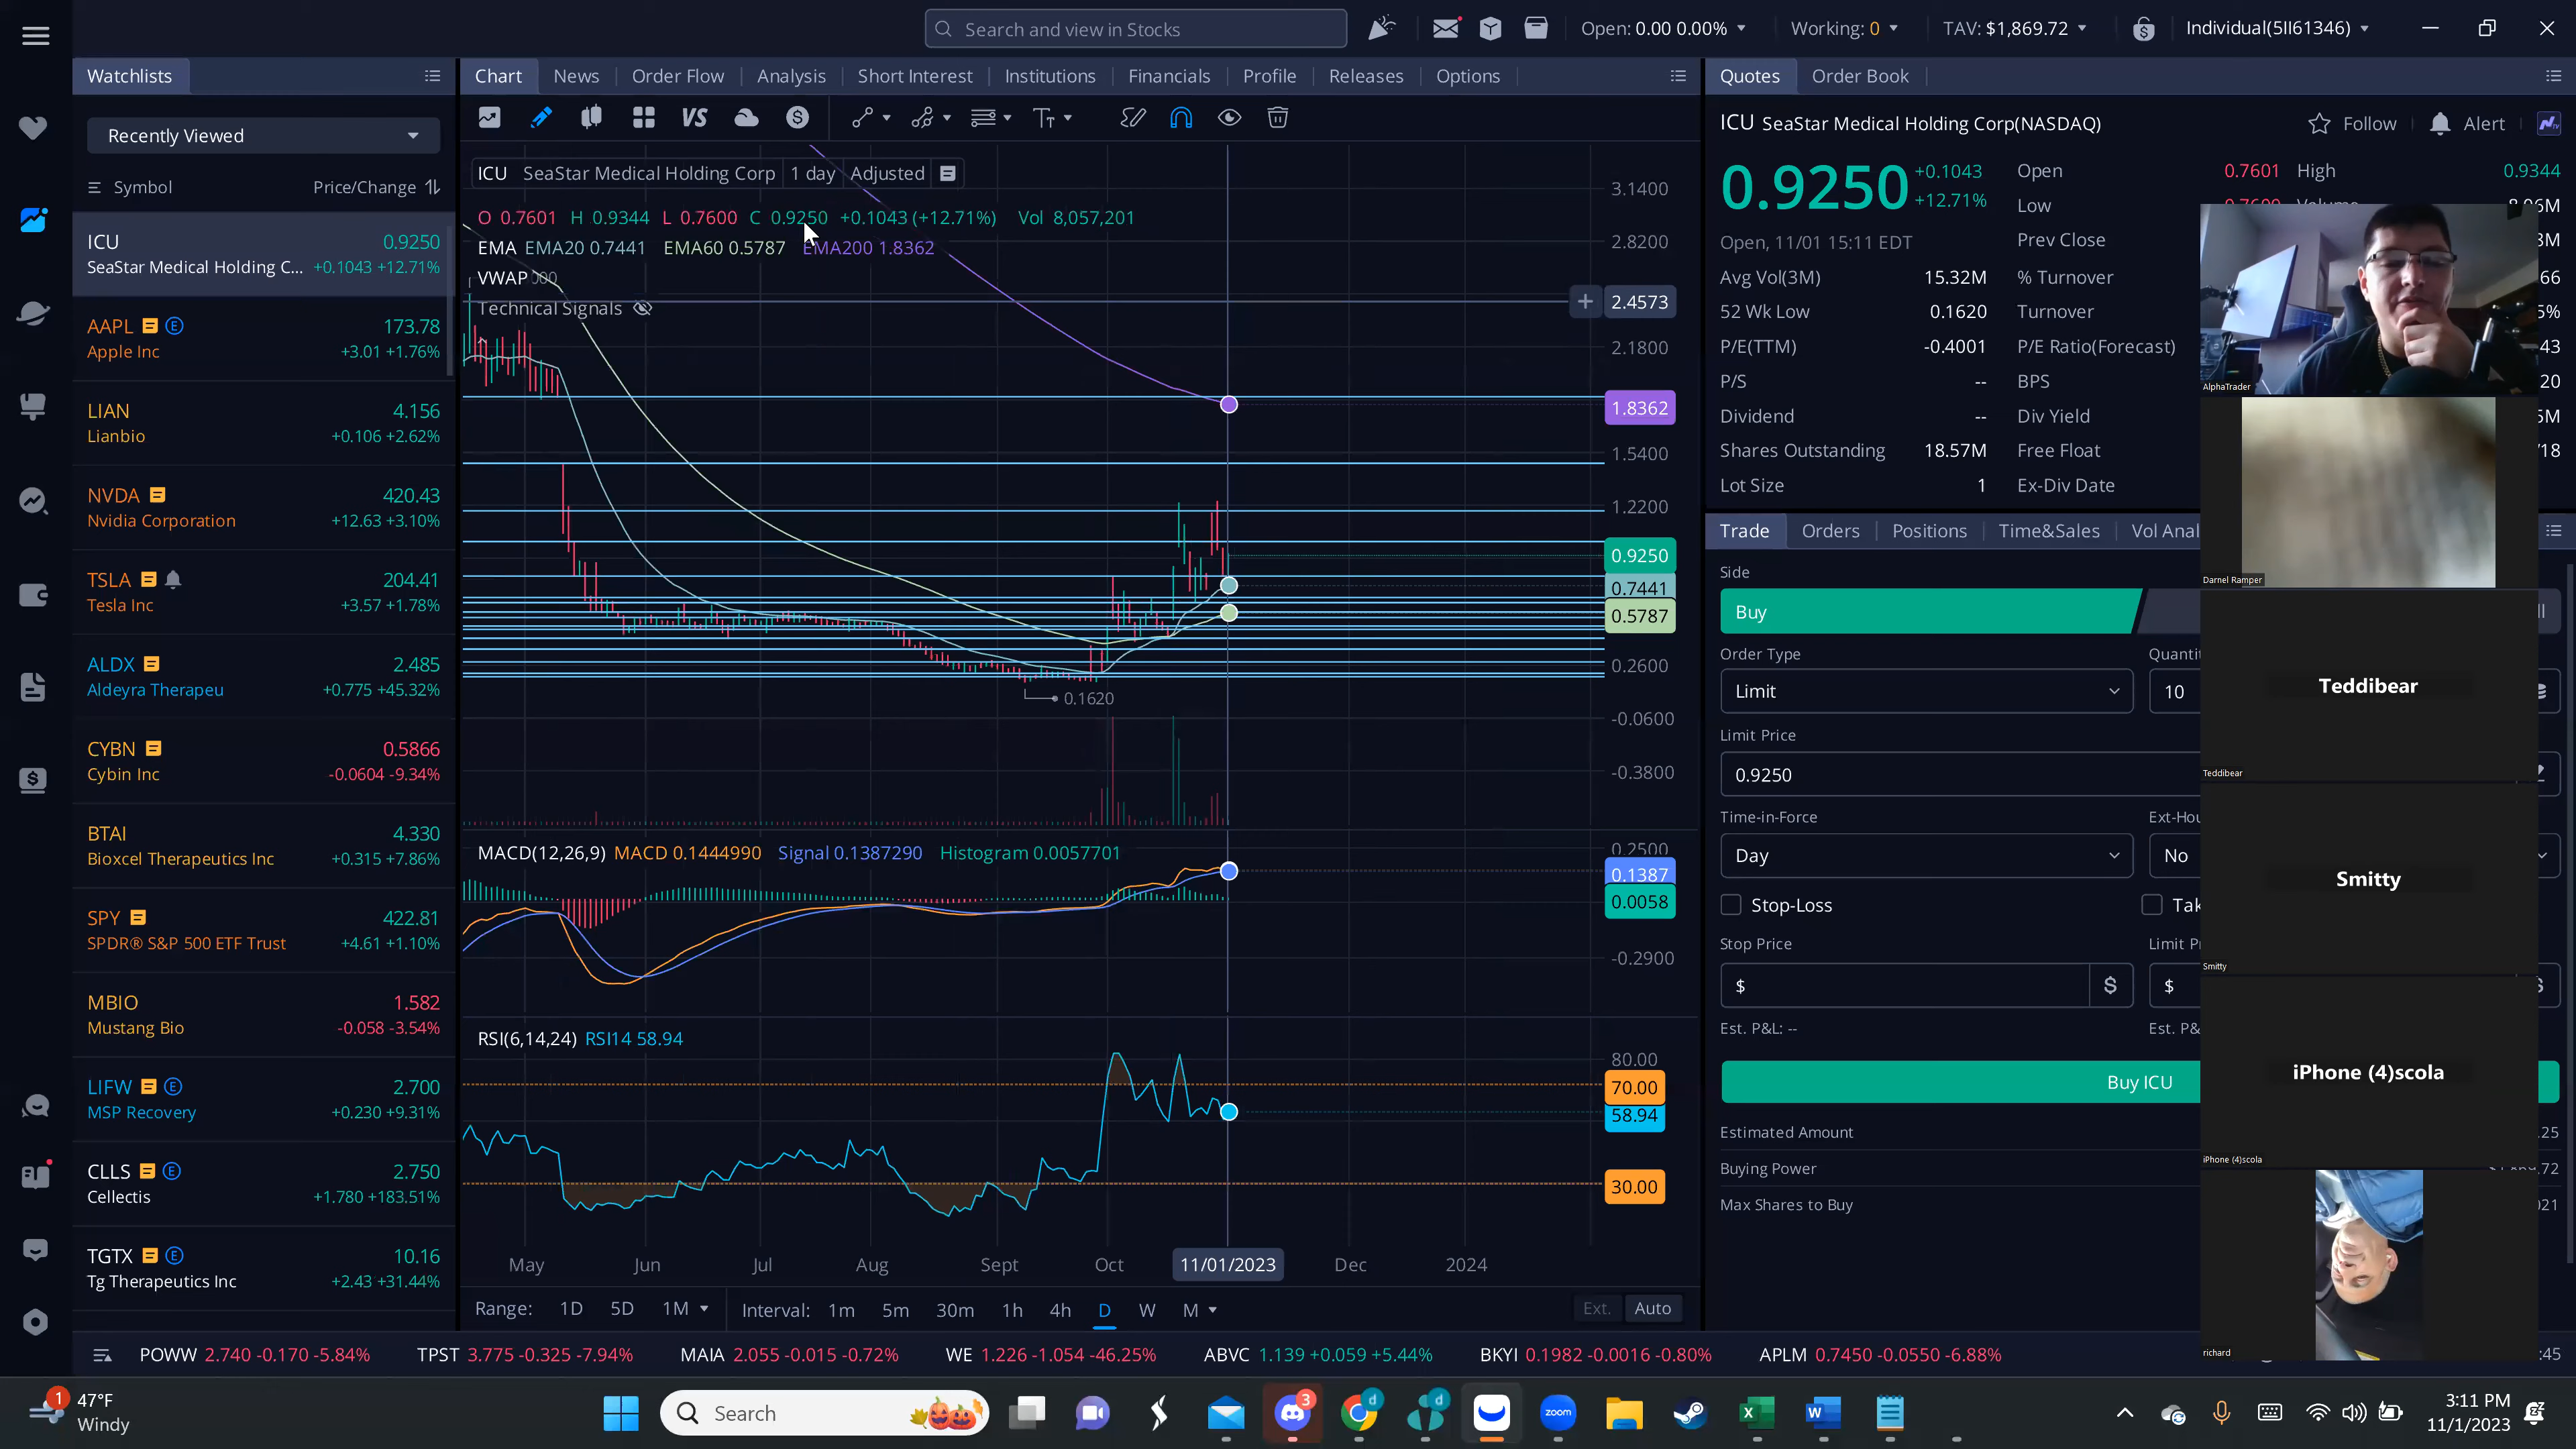 Search and view in Stocks
Open: 0.00 0.00%
Working: 0
TAV: $1,869.72
Individual(5II61346)
Watchlists
Chart News Order Flow Analysis Short Interest Institutions Financials Profile Releases Options
Quotes Order Book
Recently Viewed
Symbol Price/Change
ICU 0.9250
SeaStar Medical Holding C... +0.1043 +12.71%
AAPL E 173.78
Apple Inc +3.01 +1.76%
LIAN 4.156
Lianbio +0.106 +2.62%
NVDA 420.43
Nvidia Corporation +12.63 +3.10%
TSLA 204.41
Tesla Inc +3.57 +1.78%
ALDX 2.485
Aldeyra Therapeu +0.775 +45.32%
CYBN 0.5866
Cybin Inc -0.0604 -9.34%
BTAI 4.330
Bioxcel Therapeutics Inc +0.315 +7.86%
SPY 422.81
SPDR® S&P 500 ETF Trust +4.61 +1.10%
MBIO 1.582
Mustang Bio -0.058 -3.54%
LIFW E 2.700
MSP Recovery +0.230 +9.31%
CLLS E 2.750
Cellectis +1.780 +183.51%
TGTX E 10.16
Tg Therapeutics Inc +2.43 +31.44%
VS
ICU SeaStar Medical Holding Corp 1 day Adjusted
O 0.7601 H 0.9344 L 0.7600 C 0.9250 +0.1043 (+12.71%) Vol 8,057,201
EMA EMA20 0.7441 EMA60 0.5787 EMA200 1.8362
VWAP
Technical Signals
3.1400
2.8200
2.4573
2.1800
1.8362
1.5400
1.2200
0.9250
0.7441
0.5787
0.2600
0.1620
-0.0600
-0.3800
MACD(12,26,9) MACD 0.1444990 Signal 0.1387290 Histogram 0.0057701
0.2500
0.1387
0.0058
-0.2900
RSI(6,14,24) RSI14 58.94
80.00
70.00
58.94
30.00
May Jun Jul Aug Sept Oct 11/01/2023 Dec 2024
Range: 1D 5D 1M Interval: 1m 5m 30m 1h 4h D W M Ext. Auto
ICU SeaStar Medical Holding Corp(NASDAQ) Follow Alert
0.9250 +0.1043
+12.71%
Open 0.7601 High 0.9344
Low
Open, 11/01 15:11 EDT Prev Close
Avg Vol(3M) 15.32M % Turnover
52 Wk Low 0.1620 Turnover
P/E(TTM) -0.4001 P/E Ratio(Forecast)
P/S -- BPS
Dividend -- Div Yield
Shares Outstanding 18.57M Free Float
Lot Size 1 Ex-Div Date
Trade Orders Positions Time&Sales Vol Anal
Side
Buy
Order Type
Limit 10
Limit Price
0.9250
Time-in-Force
Day No
Stop-Loss
Stop Price
$ $ $
Est. P&L: --
Buy ICU
Estimated Amount
Buying Power
Max Shares to Buy
AlphaTrader
Darnel Ramper
Teddibear
Teddibear
Smitty
Smitty
iPhone (4)scola
iPhone (4)scola
richard
POWW 2.740 -0.170 -5.84% TPST 3.775 -0.325 -7.94% MAIA 2.055 -0.015 -0.72% WE 1.226 -1.054 -46.25% ABVC 1.139 +0.059 +5.44% BKYI 0.1982 -0.0016 -0.80% APLM 0.7450 -0.0550 -6.88%
1
47°F
Windy
Search
3
d
d
zoom
3:11 PM
11/1/2023